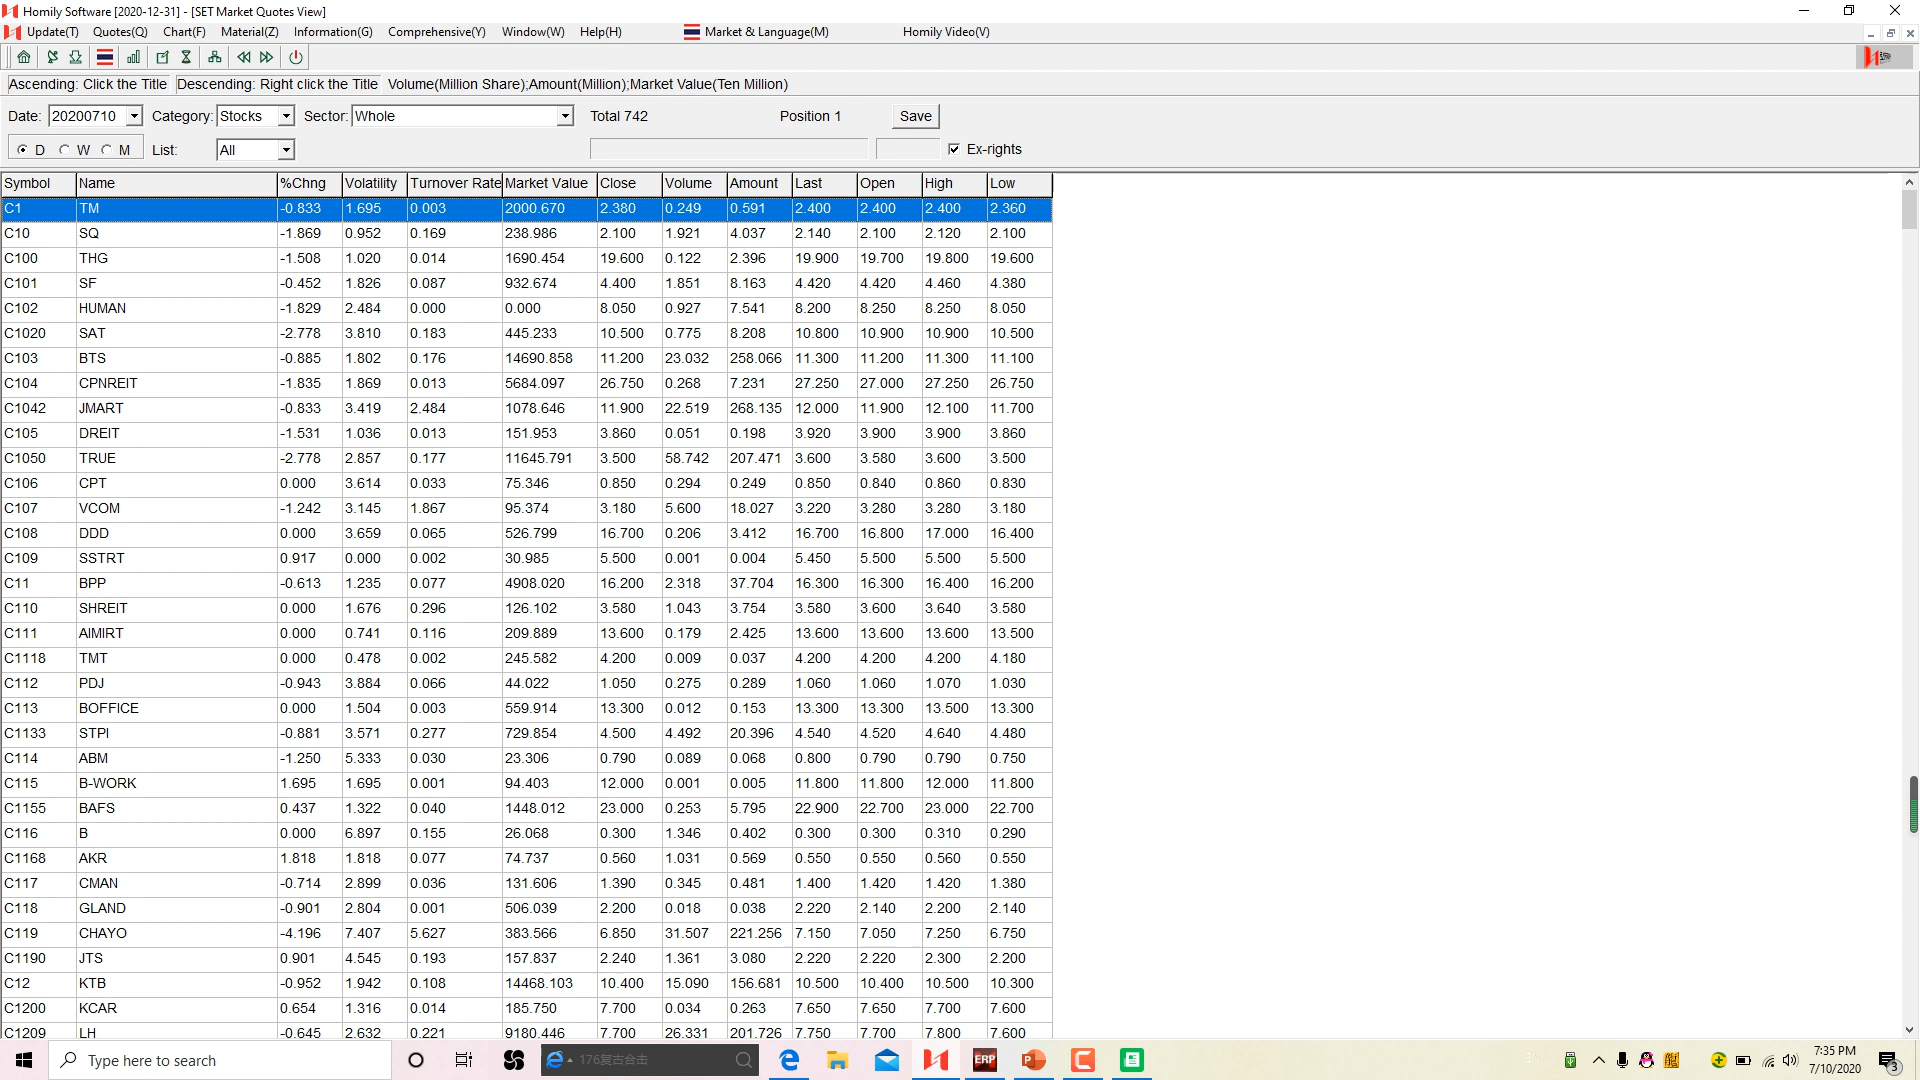 Homily Software [2020-12-31] - [SET Market Quotes View]
Update(T) Quotes(Q) Chart(F) Material(Z) Information(G) Comprehensive(Y) Window(W) Help(H) Market & Language(M) Homily Video(V)
Ascending: Click the Title Descending: Right click the Title Volume(Million Share);Amount(Million);Market Value(Ten Million)
Date: 20200710 Category: Stocks Sector: Whole Total 742 Position 1 Save
D W M List: All Ex-rights
Symbol Name %Chng Volatility Turnover Rate Market Value Close Volume Amount Last Open High Low
C1 TM -0.833 1.695 0.003 2000.670 2.380 0.249 0.591 2.400 2.400 2.400 2.360
C10 SQ -1.869 0.952 0.169 238.986 2.100 1.921 4.037 2.140 2.100 2.120 2.100
C100 THG -1.508 1.020 0.014 1690.454 19.600 0.122 2.396 19.900 19.700 19.800 19.600
C101 SF -0.452 1.826 0.087 932.674 4.400 1.851 8.163 4.420 4.420 4.460 4.380
C102 HUMAN -1.829 2.484 0.000 0.000 8.050 0.927 7.541 8.200 8.250 8.250 8.050
C1020 SAT -2.778 3.810 0.183 445.233 10.500 0.775 8.208 10.800 10.900 10.900 10.500
C103 BTS -0.885 1.802 0.176 14690.858 11.200 23.032 258.066 11.300 11.200 11.300 11.100
C104 CPNREIT -1.835 1.869 0.013 5684.097 26.750 0.268 7.231 27.250 27.000 27.250 26.750
C1042 JMART -0.833 3.419 2.484 1078.646 11.900 22.519 268.135 12.000 11.900 12.100 11.700
C105 DREIT -1.531 1.036 0.013 151.953 3.860 0.051 0.198 3.920 3.900 3.900 3.860
C1050 TRUE -2.778 2.857 0.177 11645.791 3.500 58.742 207.471 3.600 3.580 3.600 3.500
C106 CPT 0.000 3.614 0.033 75.346 0.850 0.294 0.249 0.850 0.840 0.860 0.830
C107 VCOM -1.242 3.145 1.867 95.374 3.180 5.600 18.027 3.220 3.280 3.280 3.180
C108 DDD 0.000 3.659 0.065 526.799 16.700 0.206 3.412 16.700 16.800 17.000 16.400
C109 SSTRT 0.917 0.000 0.002 30.985 5.500 0.001 0.004 5.450 5.500 5.500 5.500
C11 BPP -0.613 1.235 0.077 4908.020 16.200 2.318 37.704 16.300 16.300 16.400 16.200
C110 SHREIT 0.000 1.676 0.296 126.102 3.580 1.043 3.754 3.580 3.600 3.640 3.580
C111 AIMIRT 0.000 0.741 0.116 209.889 13.600 0.179 2.425 13.600 13.600 13.600 13.500
C1118 TMT 0.000 0.478 0.002 245.582 4.200 0.009 0.037 4.200 4.200 4.200 4.180
C112 PDJ -0.943 3.884 0.066 44.022 1.050 0.275 0.289 1.060 1.060 1.070 1.030
C113 BOFFICE 0.000 1.504 0.003 559.914 13.300 0.012 0.153 13.300 13.300 13.500 13.300
C1133 STPI -0.881 3.571 0.277 729.854 4.500 4.492 20.396 4.540 4.520 4.640 4.480
C114 ABM -1.250 5.333 0.030 23.306 0.790 0.089 0.068 0.800 0.790 0.790 0.750
C115 B-WORK 1.695 1.695 0.001 94.403 12.000 0.001 0.005 11.800 11.800 12.000 11.800
C1155 BAFS 0.437 1.322 0.040 1448.012 23.000 0.253 5.795 22.900 22.700 23.000 22.700
C116 B 0.000 6.897 0.155 26.068 0.300 1.346 0.402 0.300 0.300 0.310 0.290
C1168 AKR 1.818 1.818 0.077 74.737 0.560 1.031 0.569 0.550 0.550 0.560 0.550
C117 CMAN -0.714 2.899 0.036 131.606 1.390 0.345 0.481 1.400 1.420 1.420 1.380
C118 GLAND -0.901 2.804 0.001 506.039 2.200 0.018 0.038 2.220 2.140 2.200 2.140
C119 CHAYO -4.196 7.407 5.627 383.566 6.850 31.507 221.256 7.150 7.050 7.250 6.750
C1190 JTS 0.901 4.545 0.193 157.837 2.240 1.361 3.080 2.220 2.220 2.300 2.200
C12 KTB -0.952 1.942 0.108 14468.103 10.400 15.090 156.681 10.500 10.400 10.500 10.300
C1200 KCAR 0.654 1.316 0.014 185.750 7.700 0.034 0.263 7.650 7.650 7.700 7.600
C1209 LH -0.645 2.632 0.221 9180.446 7.700 26.331 201.726 7.750 7.700 7.800 7.600
Type here to search 176复古合击 ERP 7:35 PM
7/10/2020 3